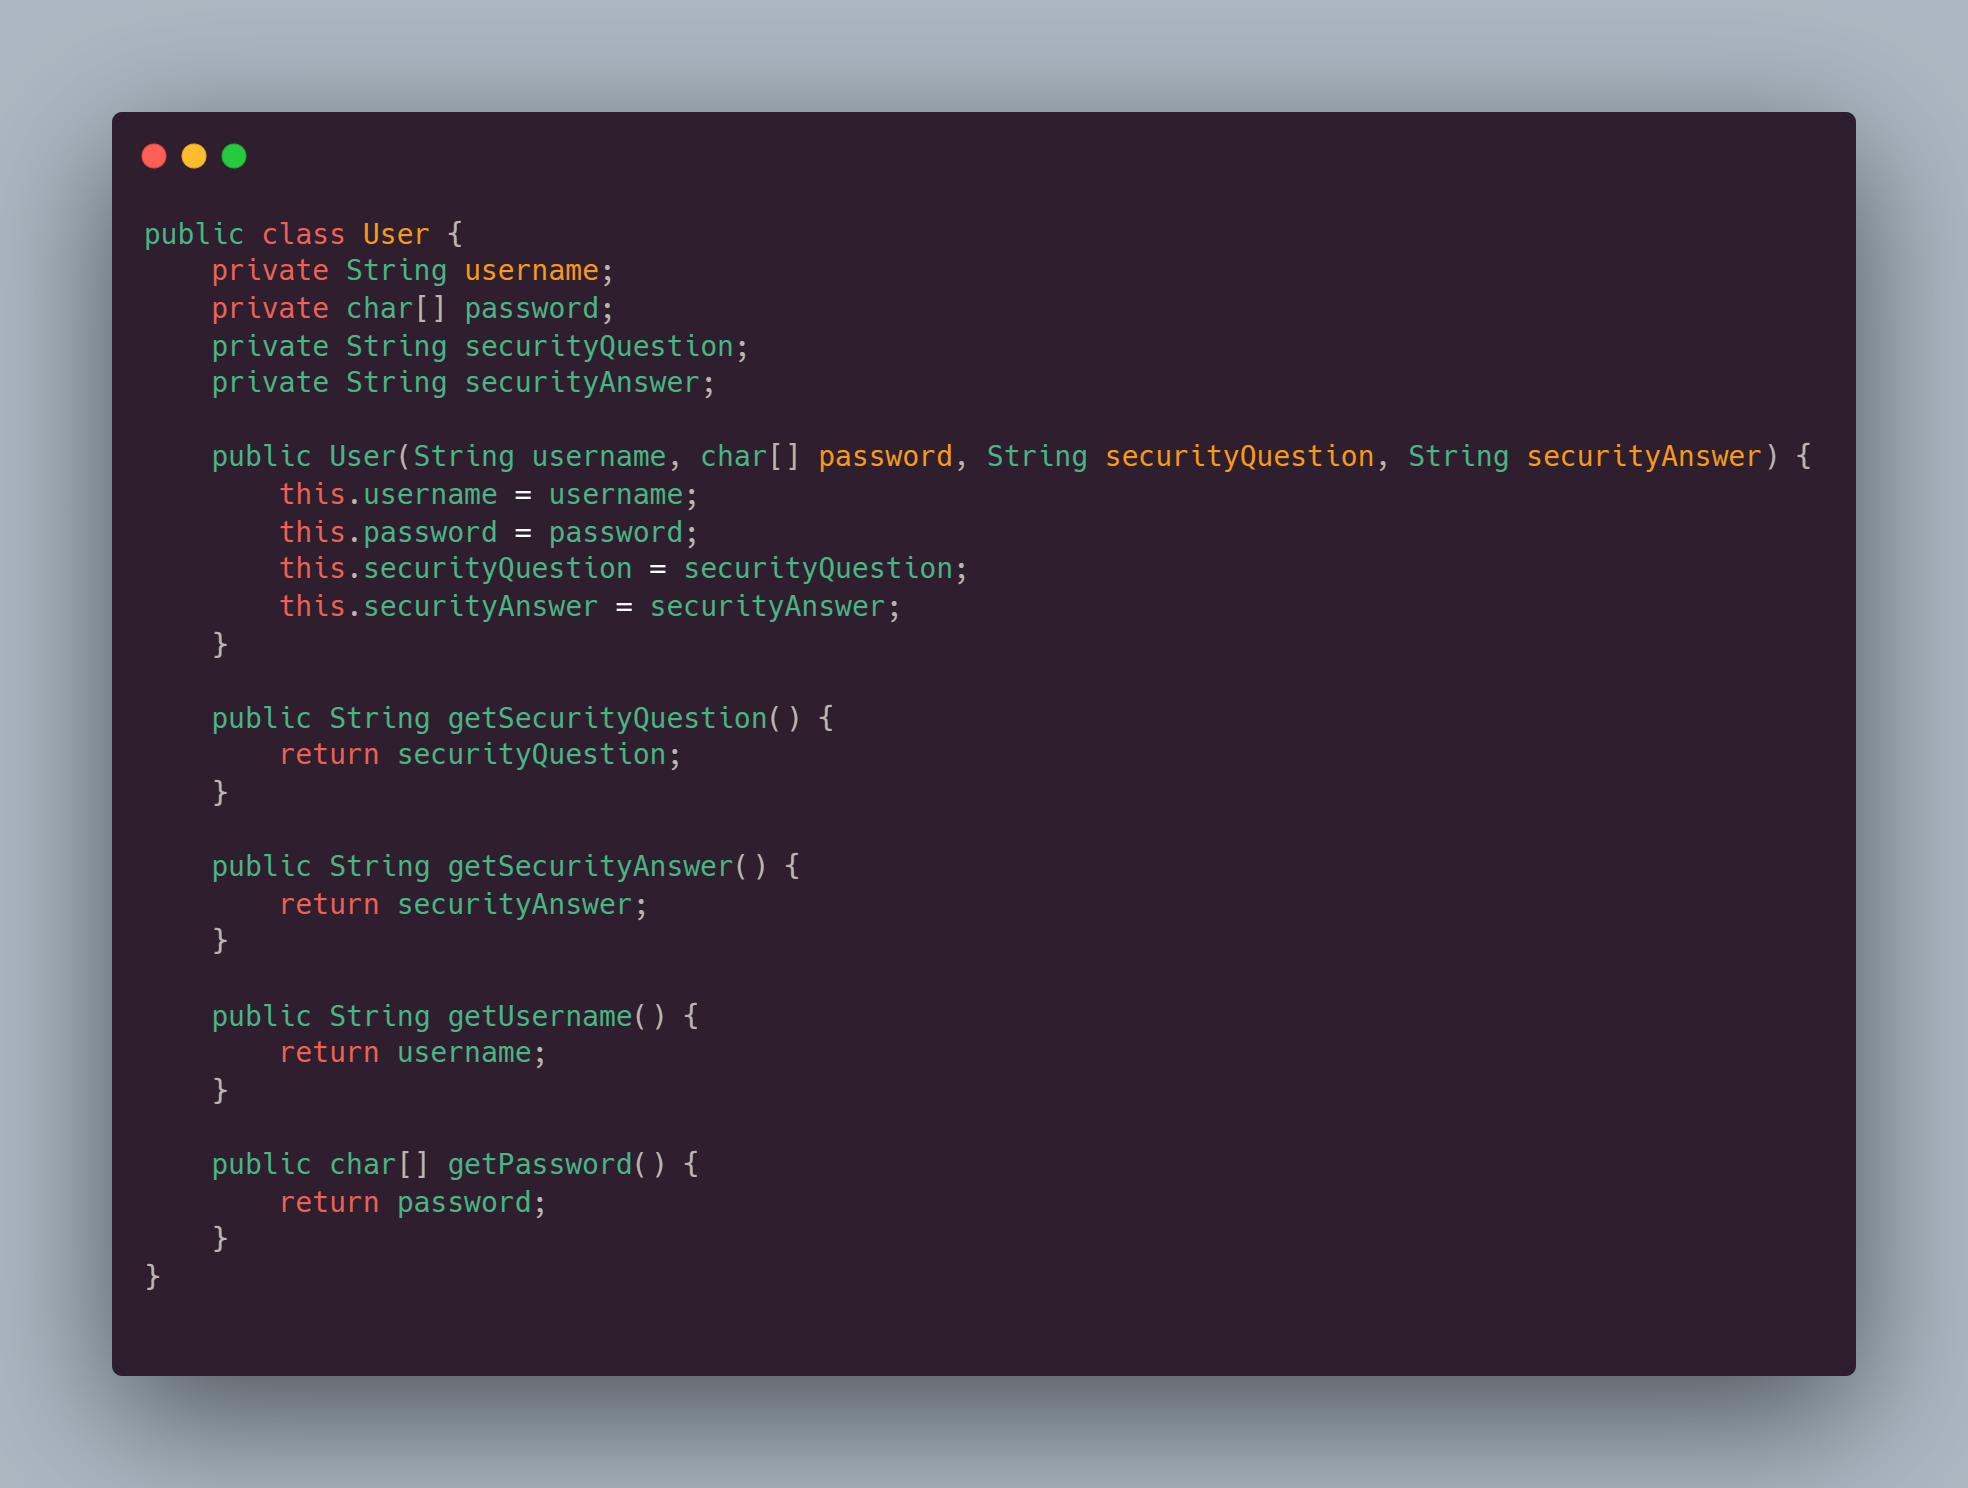 public class User {
    private String username;
    private char[] password;
    private String securityQuestion;
    private String securityAnswer;

    public User(String username, char[] password, String securityQuestion, String securityAnswer) {
        this.username = username;
        this.password = password;
        this.securityQuestion = securityQuestion;
        this.securityAnswer = securityAnswer;
    }

    public String getSecurityQuestion() {
        return securityQuestion;
    }

    public String getSecurityAnswer() {
        return securityAnswer;
    }

    public String getUsername() {
        return username;
    }

    public char[] getPassword() {
        return password;
    }
}